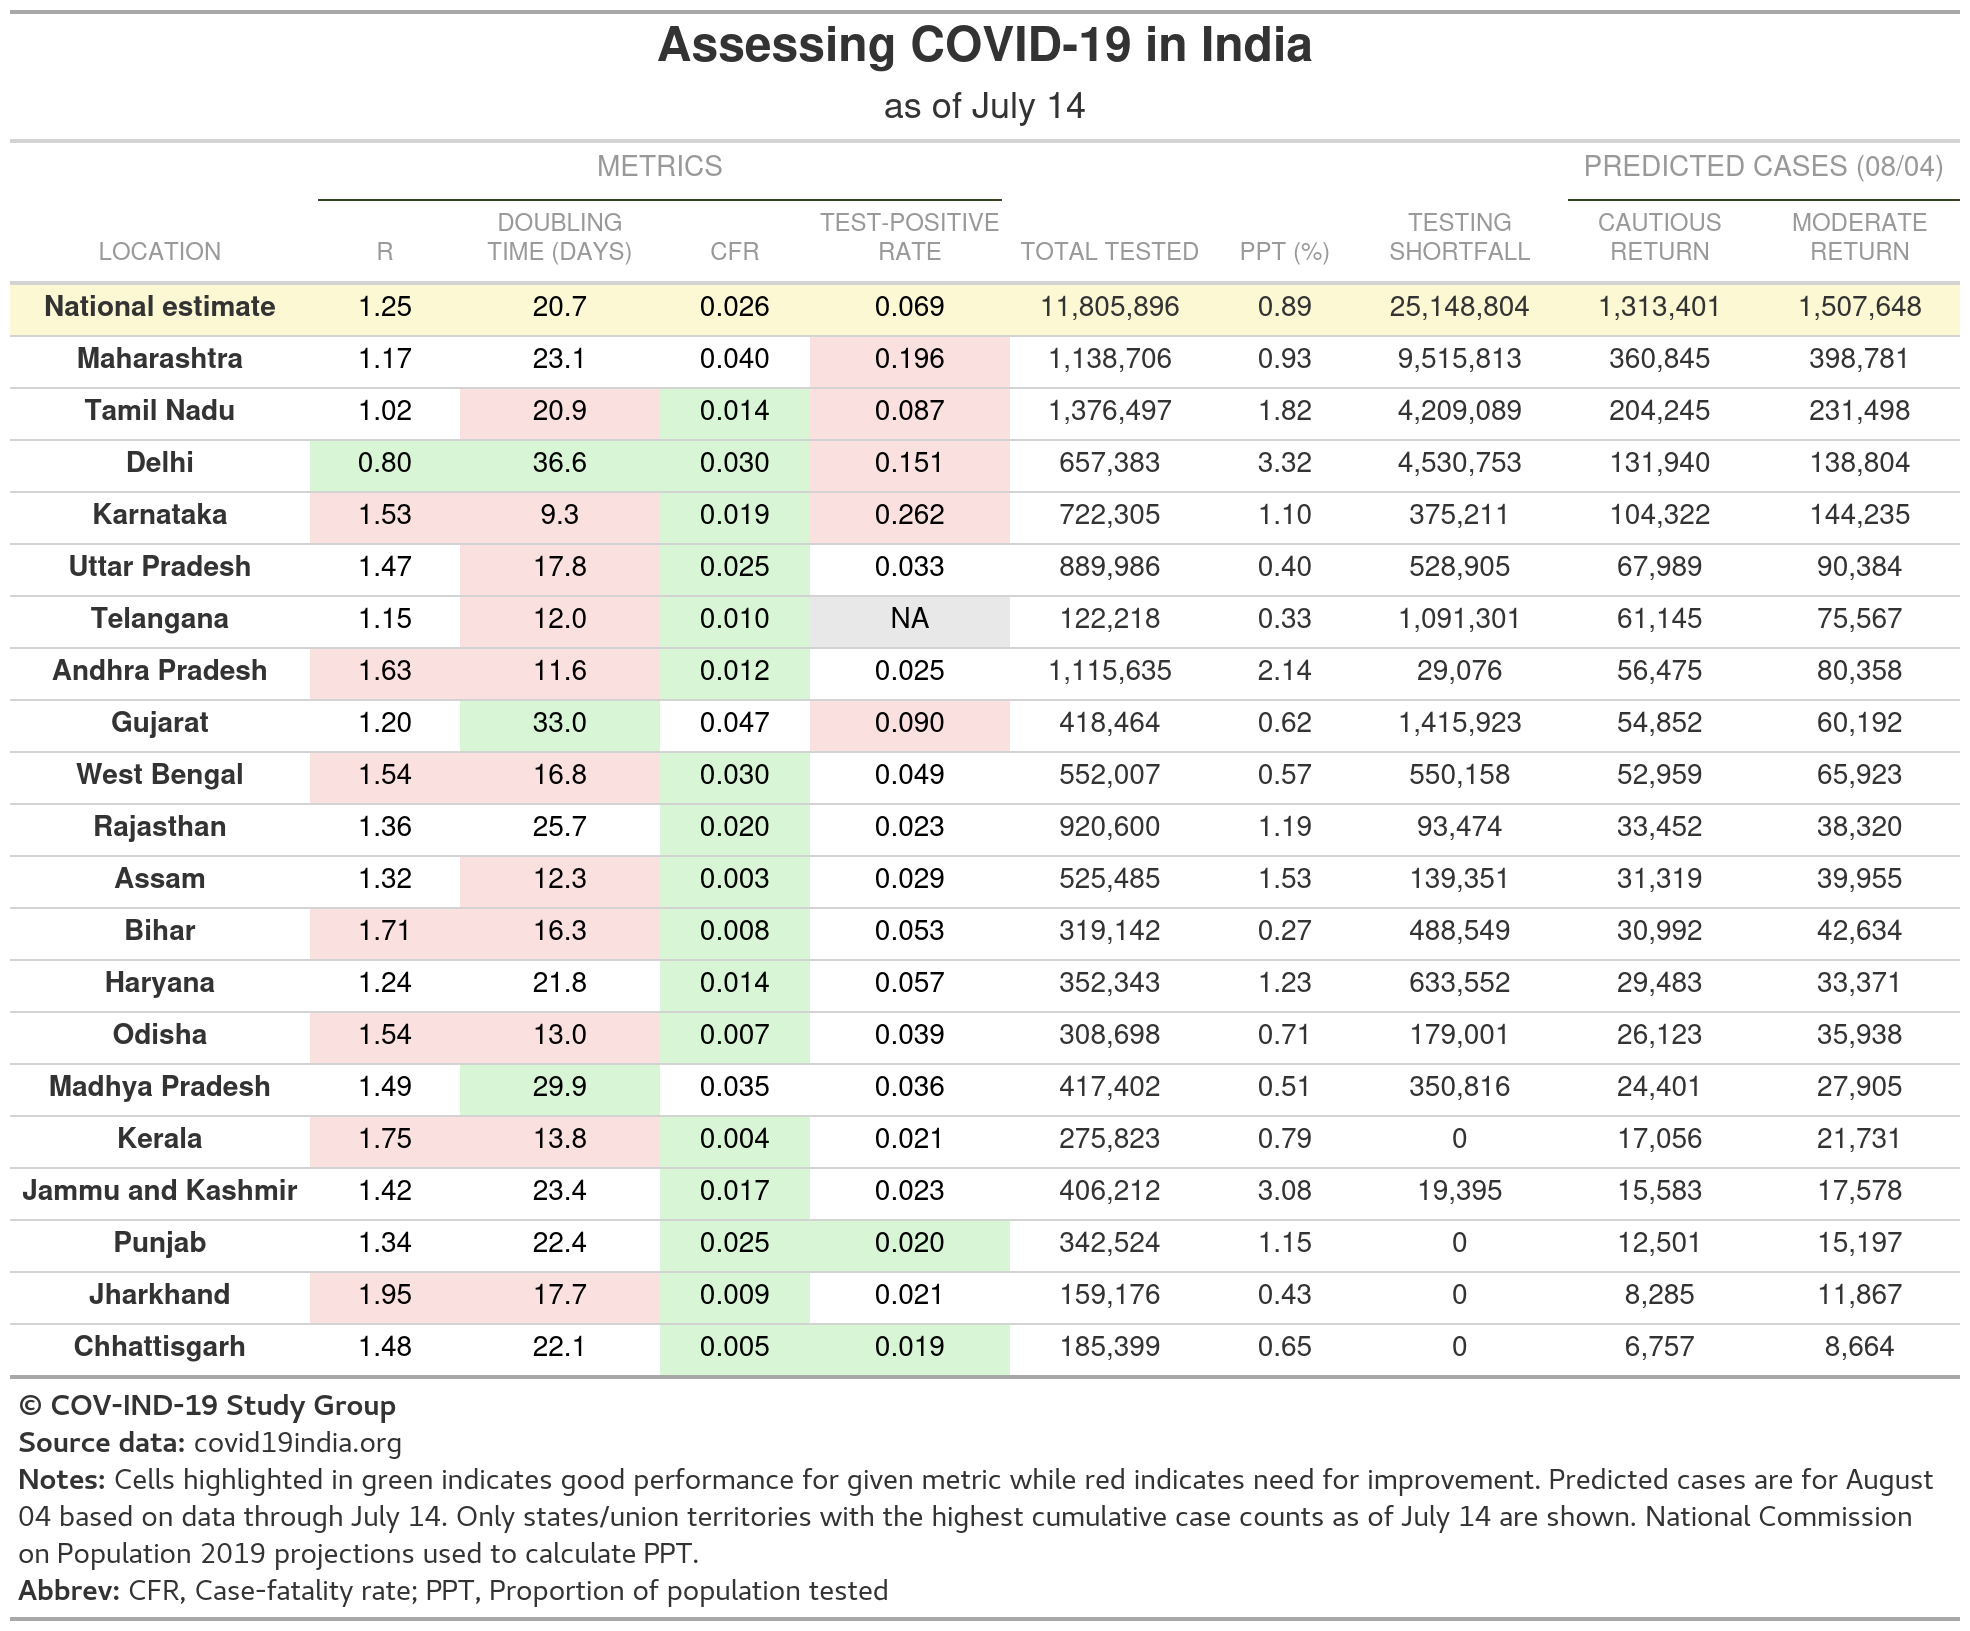 Assessing COVID-19 in India
as of July 14
METRICS PREDICTED CASES (08/04)
LOCATION R DOUBLING TIME (DAYS) CFR TEST-POSITIVE RATE TOTAL TESTED PPT (%) TESTING SHORTFALL CAUTIOUS RETURN MODERATE RETURN
National estimate 1.25 20.7 0.026 0.069 11,805,896 0.89 25,148,804 1,313,401 1,507,648
Maharashtra 1.17 23.1 0.040 0.196 1,138,706 0.93 9,515,813 360,845 398,781
Tamil Nadu 1.02 20.9 0.014 0.087 1,376,497 1.82 4,209,089 204,245 231,498
Delhi 0.80 36.6 0.030 0.151 657,383 3.32 4,530,753 131,940 138,804
Karnataka 1.53 9.3 0.019 0.262 722,305 1.10 375,211 104,322 144,235
Uttar Pradesh 1.47 17.8 0.025 0.033 889,986 0.40 528,905 67,989 90,384
Telangana 1.15 12.0 0.010 NA 122,218 0.33 1,091,301 61,145 75,567
Andhra Pradesh 1.63 11.6 0.012 0.025 1,115,635 2.14 29,076 56,475 80,358
Gujarat 1.20 33.0 0.047 0.090 418,464 0.62 1,415,923 54,852 60,192
West Bengal 1.54 16.8 0.030 0.049 552,007 0.57 550,158 52,959 65,923
Rajasthan 1.36 25.7 0.020 0.023 920,600 1.19 93,474 33,452 38,320
Assam 1.32 12.3 0.003 0.029 525,485 1.53 139,351 31,319 39,955
Bihar 1.71 16.3 0.008 0.053 319,142 0.27 488,549 30,992 42,634
Haryana 1.24 21.8 0.014 0.057 352,343 1.23 633,552 29,483 33,371
Odisha 1.54 13.0 0.007 0.039 308,698 0.71 179,001 26,123 35,938
Madhya Pradesh 1.49 29.9 0.035 0.036 417,402 0.51 350,816 24,401 27,905
Kerala 1.75 13.8 0.004 0.021 275,823 0.79 0 17,056 21,731
Jammu and Kashmir 1.42 23.4 0.017 0.023 406,212 3.08 19,395 15,583 17,578
Punjab 1.34 22.4 0.025 0.020 342,524 1.15 0 12,501 15,197
Jharkhand 1.95 17.7 0.009 0.021 159,176 0.43 0 8,285 11,867
Chhattisgarh 1.48 22.1 0.005 0.019 185,399 0.65 0 6,757 8,664
© COV-IND-19 Study Group
Source data: covid19india.org
Notes: Cells highlighted in green indicates good performance for given metric while red indicates need for improvement. Predicted cases are for August
04 based on data through July 14. Only states/union territories with the highest cumulative case counts as of July 14 are shown. National Commission
on Population 2019 projections used to calculate PPT.
Abbrev: CFR, Case-fatality rate; PPT, Proportion of population tested